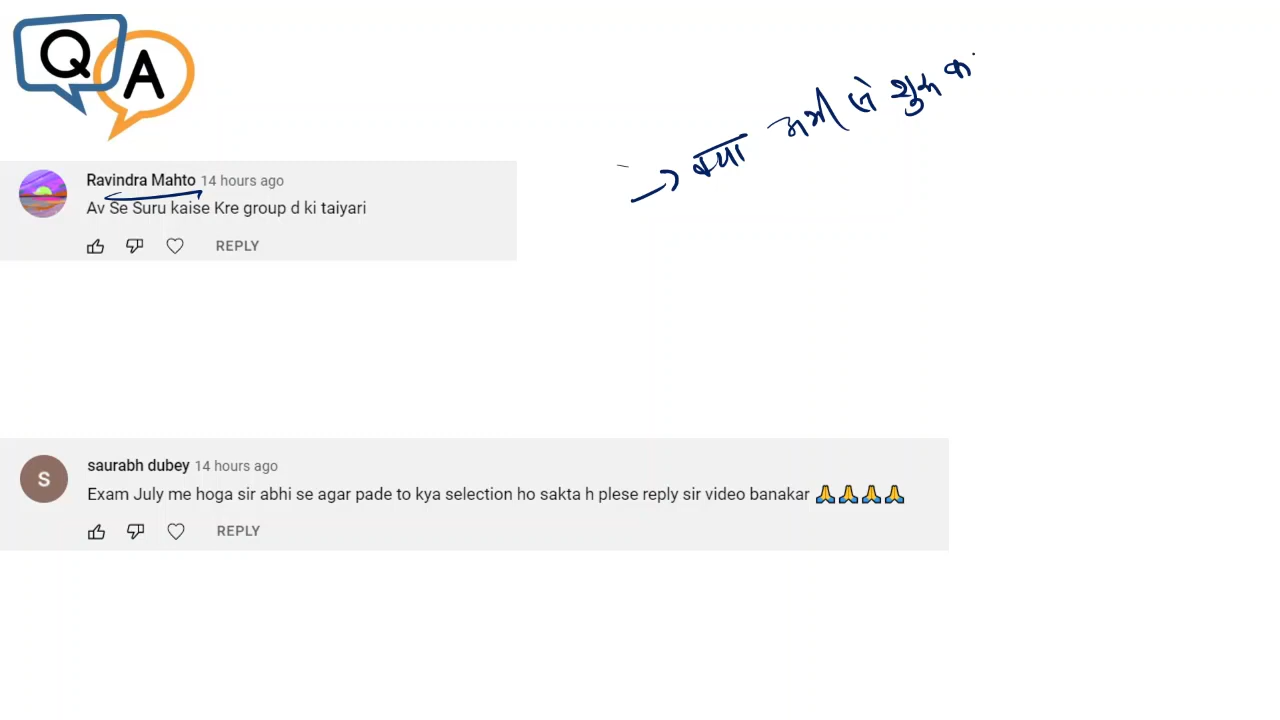 Q A
Ravindra Mahto 14 hours ago
Av Se Suru kaise Kre group d ki taiyari
REPLY
→ क्या अभी से शुरू क
saurabh dubey 14 hours ago
Exam July me hoga sir abhi se agar pade to kya selection ho sakta h plese reply sir video banakar 🙏🙏🙏🙏
S
REPLY